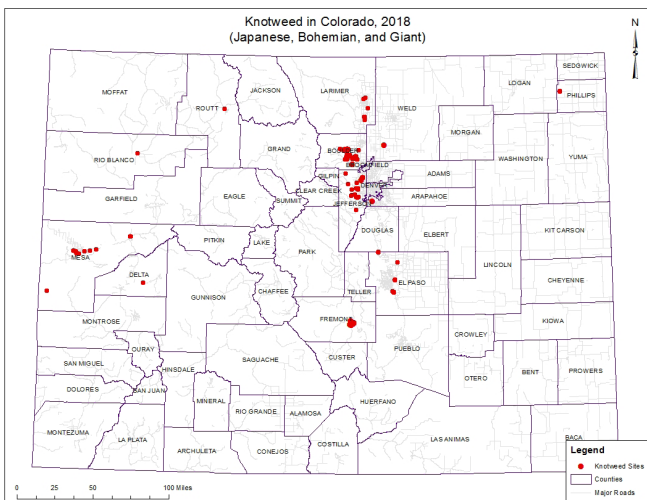 Knotweed in Colorado, 2018
(Japanese, Bohemian, and Giant)
N
SEDGWICK
LOGAN
JACKSON
LARIMER
MOFFAT
PHILLIPS
WELD
ROUTT
MORGAN
GRAND
WASHINGTON
YUMA
RIO BLANCO
ADAMS
GILPIN
DENVER
CLEAR CREEK
ARAPAHOE
EAGLE
GARFIELD
SUMMIT
JEFFERSON
DOUGLAS
ELBERT
KIT CARSON
PITKIN
LAKE
PARK
MESA
LINCOLN
DELTA
CHEYENNE
EL PASO
GUNNISON
CHAFFEE
TELLER
MONTROSE
FREMONT
KIOWA
CROWLEY
OURAY
PUEBLO
CUSTER
SAGUACHE
SAN MIGUEL
HINSDALE
BENT
PROWERS
OTERO
DOLORES
SAN JUAN
MINERAL
HUERFANO
RIO GRANDE
ALAMOSA
MONTEZUMA
LA PLATA
LAS ANIMAS
BACA
COSTILLA
ARCHULETA
CONEJOS
Legend
Knotweed Sites
Counties
Major Roads
0 25 50 100 Miles